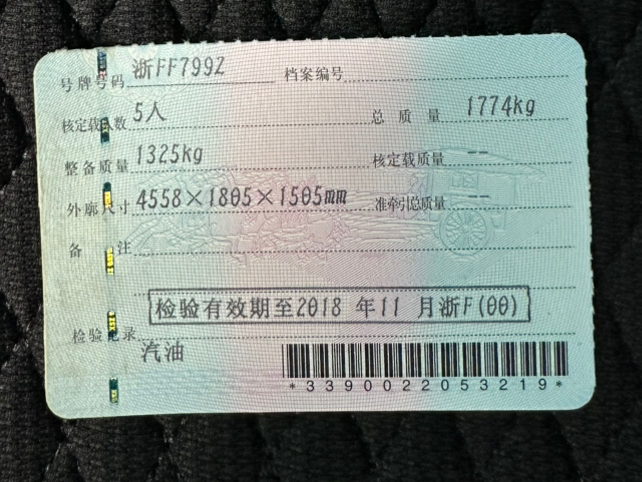 号牌号码 浙FF799Z 档案编号
核定载人数 5人 总质量 1774kg
整备质量 1325kg 核定载质量 --
外廓尺寸 4558×1805×1505mm 准牵引总质量 --
备注
检验有效期至2018年11月浙F(00)
检验记录
汽油
*3390022053219*